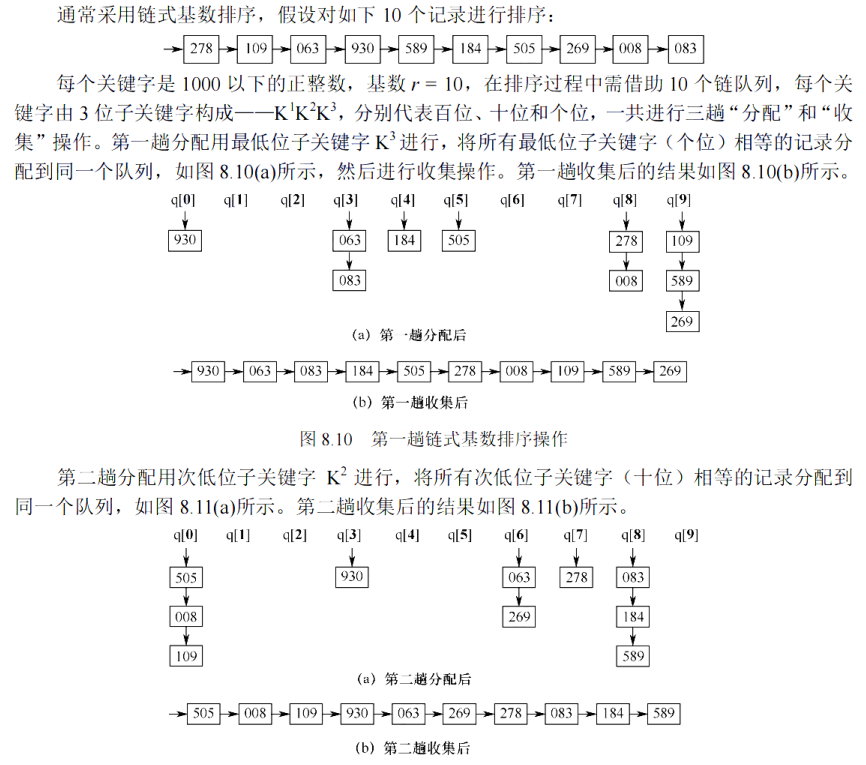 通常采用链式基数排序，假设对如下 10 个记录进行排序：
278 109 063 930 589 184 505 269 008 083
每个关键字是 1000 以下的正整数，基数 r = 10，在排序过程中需借助 10 个链队列，每个关
键字由 3 位子关键字构成——K¹K²K³，分别代表百位、十位和个位，一共进行三趟“分配”和“收
集”操作。第一趟分配用最低位子关键字 K³ 进行，将所有最低位子关键字（个位）相等的记录分
配到同一个队列，如图 8.10(a)所示，然后进行收集操作。第一趟收集后的结果如图 8.10(b)所示。
q[0] q[1] q[2] q[3] q[4] q[5] q[6] q[7] q[8] q[9]
930 063 184 505 278 109
083 008 589
269
（a）第一趟分配后
930 063 083 184 505 278 008 109 589 269
（b）第一趟收集后
图 8.10 第一趟链式基数排序操作
第二趟分配用次低位子关键字 K² 进行，将所有次低位子关键字（十位）相等的记录分配到
同一个队列，如图 8.11(a)所示。第二趟收集后的结果如图 8.11(b)所示。
q[0] q[1] q[2] q[3] q[4] q[5] q[6] q[7] q[8] q[9]
505 930 063 278 083
008 269 184
109 589
（a）第二趟分配后
505 008 109 930 063 269 278 083 184 589
（b）第二趟收集后